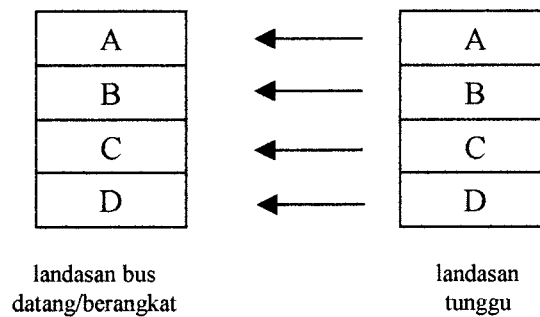 A A
B B
C C
D D
landasan bus landasan
datang/berangkat tunggu